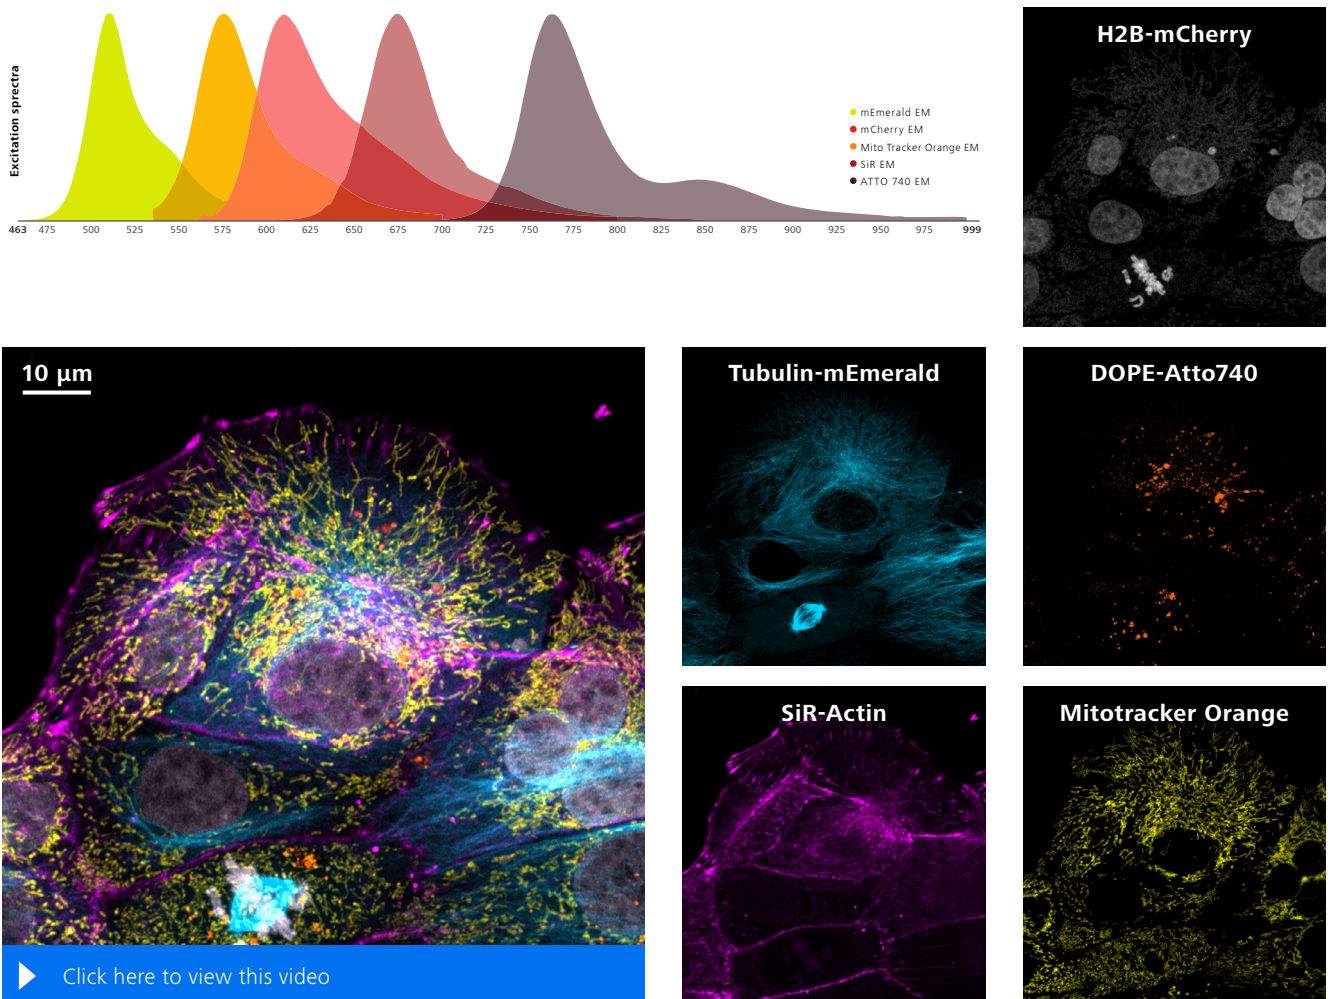 Excitation sprectra
mEmerald EM
mCherry EM
Mito Tracker Orange EM
SiR EM
ATTO 740 EM
463 475 500 525 550 575 600 625 650 675 700 725 750 775 800 825 850 875 900 925 950 975 999
H2B-mCherry
10 µm
Tubulin-mEmerald
DOPE-Atto740
SiR-Actin
Mitotracker Orange
Click here to view this video